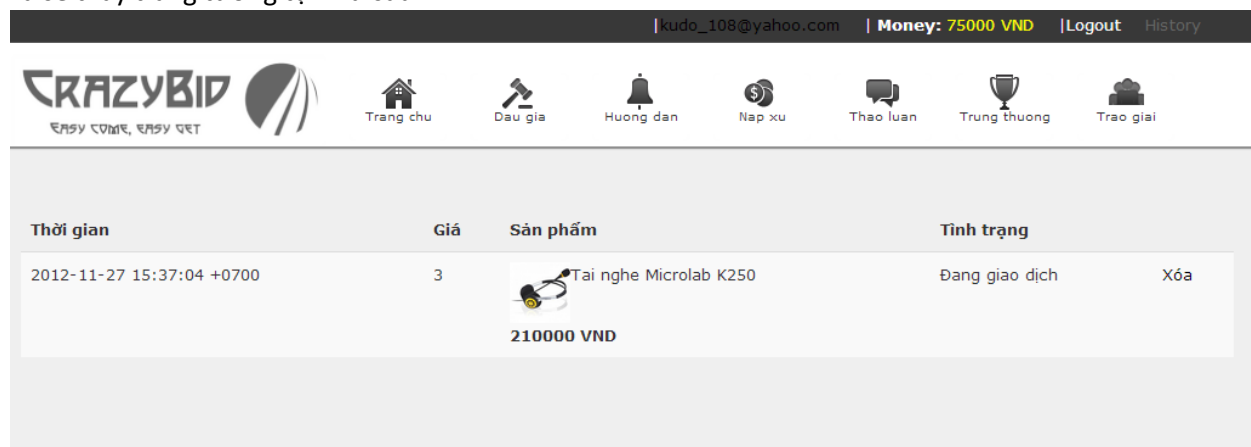 |kudo_108@yahoo.com | Money: 75000 VND |Logout History
CRAZYBID
EASY COME, EASY GET
Trang chu Dau gia Huong dan Nap xu Thao luan Trung thuong Trao giai
Thời gian Giá Sản phẩm Tình trạng
2012-11-27 15:37:04 +0700 3 Tai nghe Microlab K250 Đang giao dịch Xóa
210000 VND